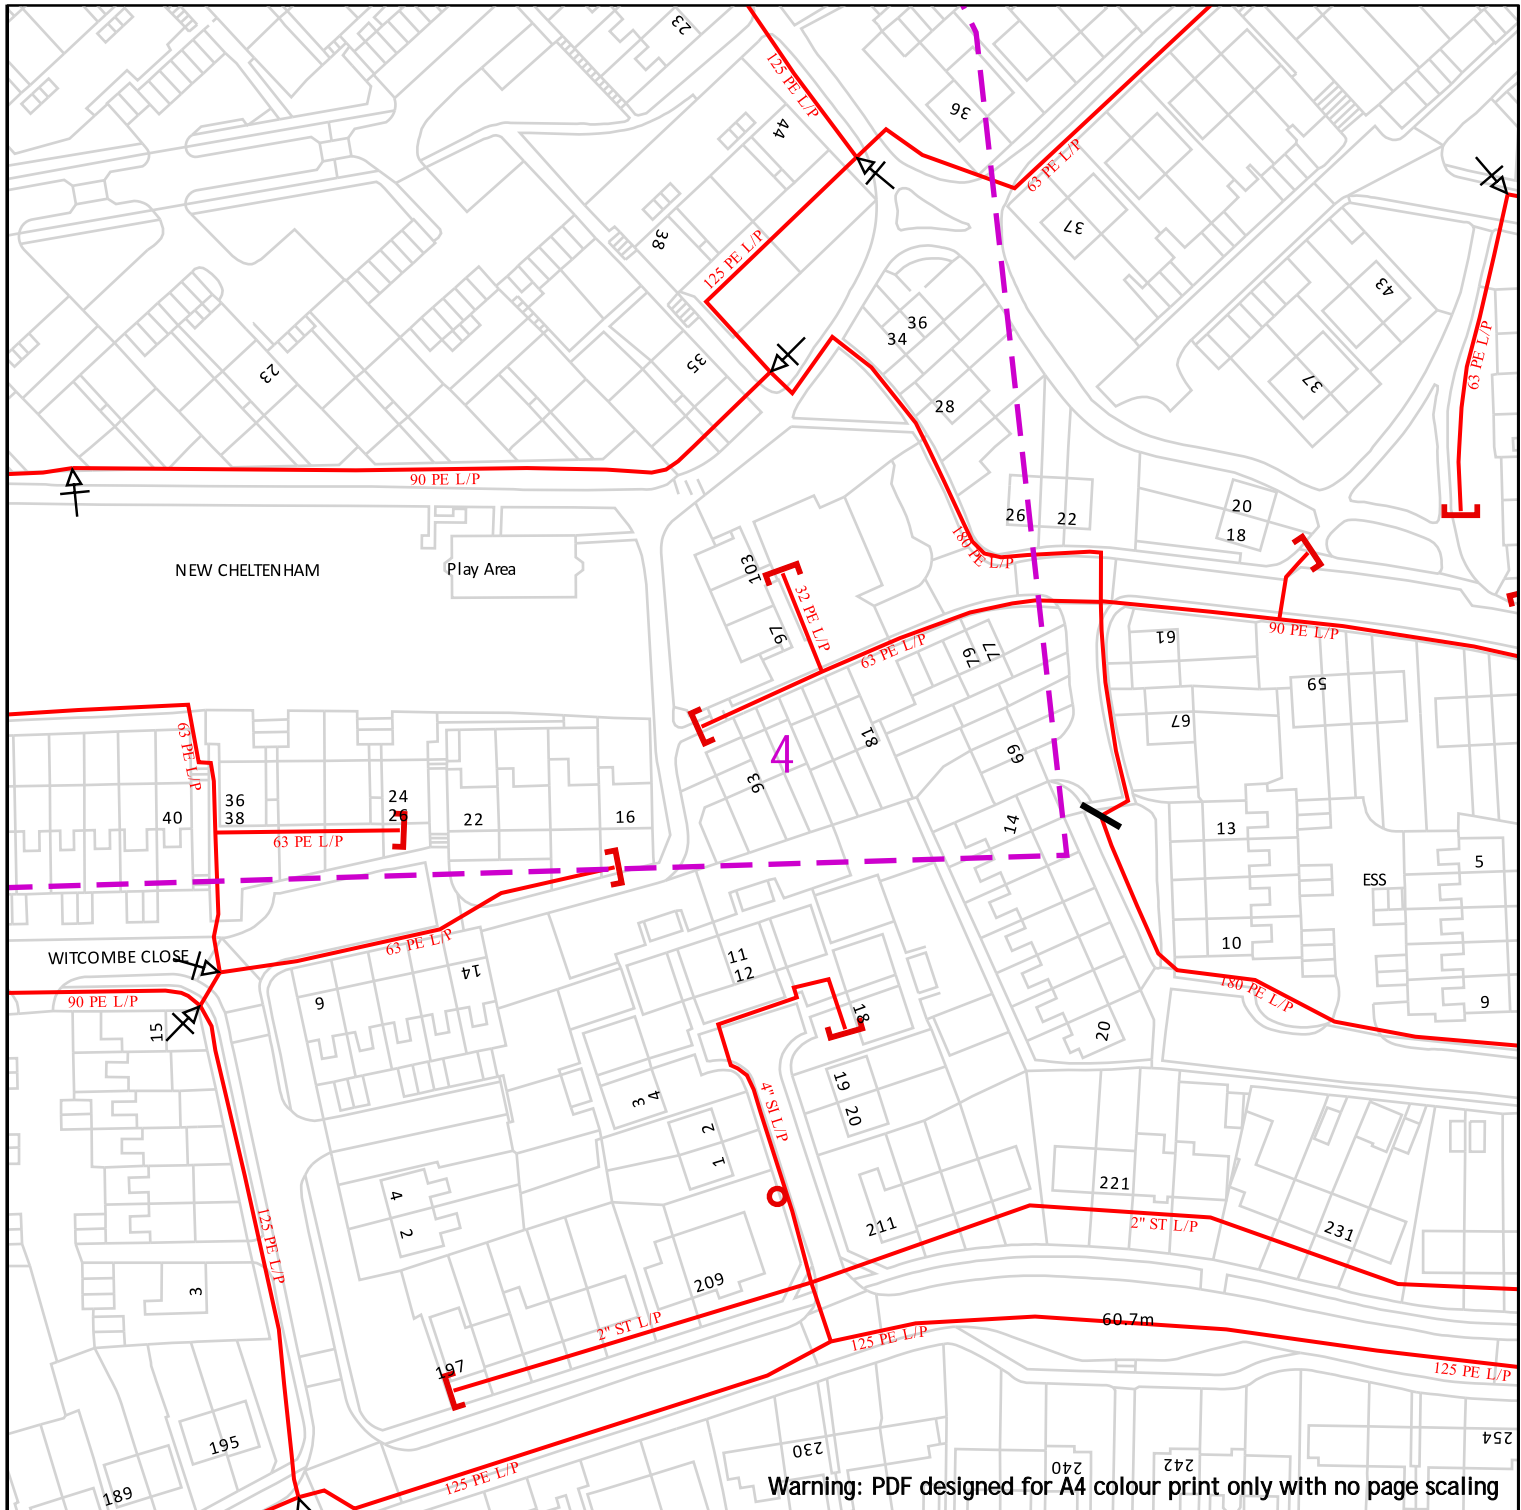 23
125 PE L/P
44
36
63 PE L/P
37
38
125 PE L/P
43
36
34
35
23
63 PE L/P
37
28
90 PE L/P
20
26
22
18
180 PE L/P
NEW CHELTENHAM
Play Area
103
32 PE L/P
97
63 PE L/P
77
79
61
90 PE L/P
59
67
63 PE L/P
81
69
4
93
24
36
26
40
38
22
16
14
13
63 PE L/P
5
ESS
63 PE L/P
10
WITCOMBE CLOSE
11
12
14
90 PE L/P
9
180 PE L/P
9
15
18
20
19
4" SI L/P
3
4
20
2
1
221
4
2
211
2" ST L/P
231
125 PE L/P
3
209
2" ST L/P
60.7m
125 PE L/P
197
125 PE L/P
195
230
254
240
242
125 PE L/P
189
Warning: PDF designed for A4 colour print only with no page scaling